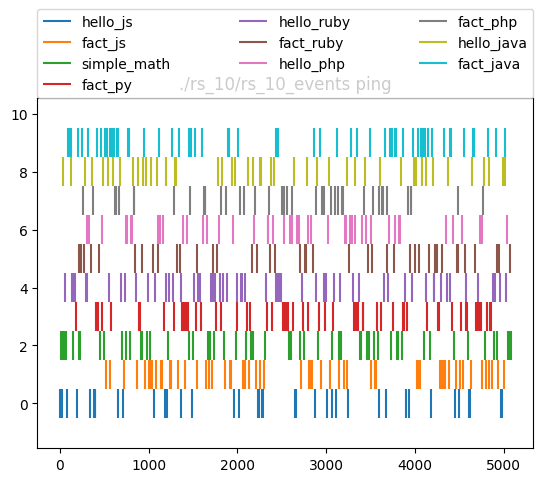 hello_js
fact_js
simple_math
fact_py
hello_ruby
fact_ruby
hello_php
fact_php
hello_java
fact_java
./rs_10/rs_10_events ping
10
8
6
4
2
0
0 1000 2000 3000 4000 5000